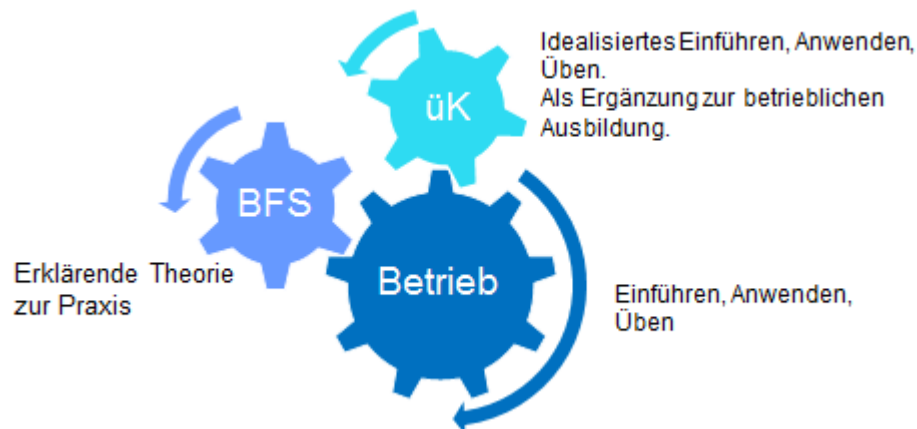 üK
Idealisiertes Einführen, Anwenden,
Üben.
Als Ergänzung zur betrieblichen
Ausbildung.
BFS
Erklärende Theorie
zur Praxis
Betrieb
Einführen, Anwenden,
Üben